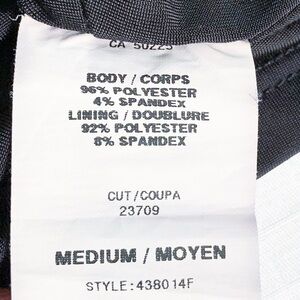 CA 50225
BODY / CORPS
96% POLYESTER
4% SPANDEX
LINING / DOUBLURE
92% POLYESTER
8% SPANDEX
CUT/COUPA
23709
MEDIUM / MOYEN
STYLE:438014F